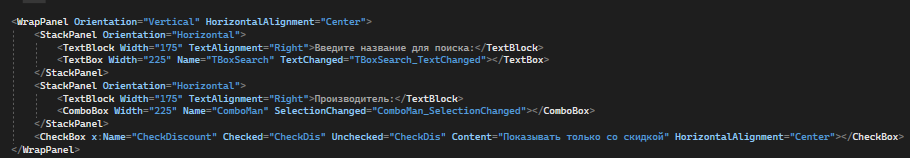 <WrapPanel Orientation="Vertical" HorizontalAlignment="Center">
<StackPanel Orientation="Horizontal">
<TextBlock Width="175" TextAlignment="Right">Введите название для поиска:</TextBlock>
<TextBox Width="225" Name="TBoxSearch" TextChanged="TBoxSearch_TextChanged"></TextBox>
</StackPanel>
<StackPanel Orientation="Horizontal">
<TextBlock Width="175" TextAlignment="Right">Производитель:</TextBlock>
<ComboBox Width="225" Name="ComboMan" SelectionChanged="ComboMan_SelectionChanged"></ComboBox>
</StackPanel>
<CheckBox x:Name="CheckDiscount" Checked="CheckDis" Unchecked="CheckDis" Content="Показывать только со скидкой" HorizontalAlignment="Center"></CheckBox>
</WrapPanel>